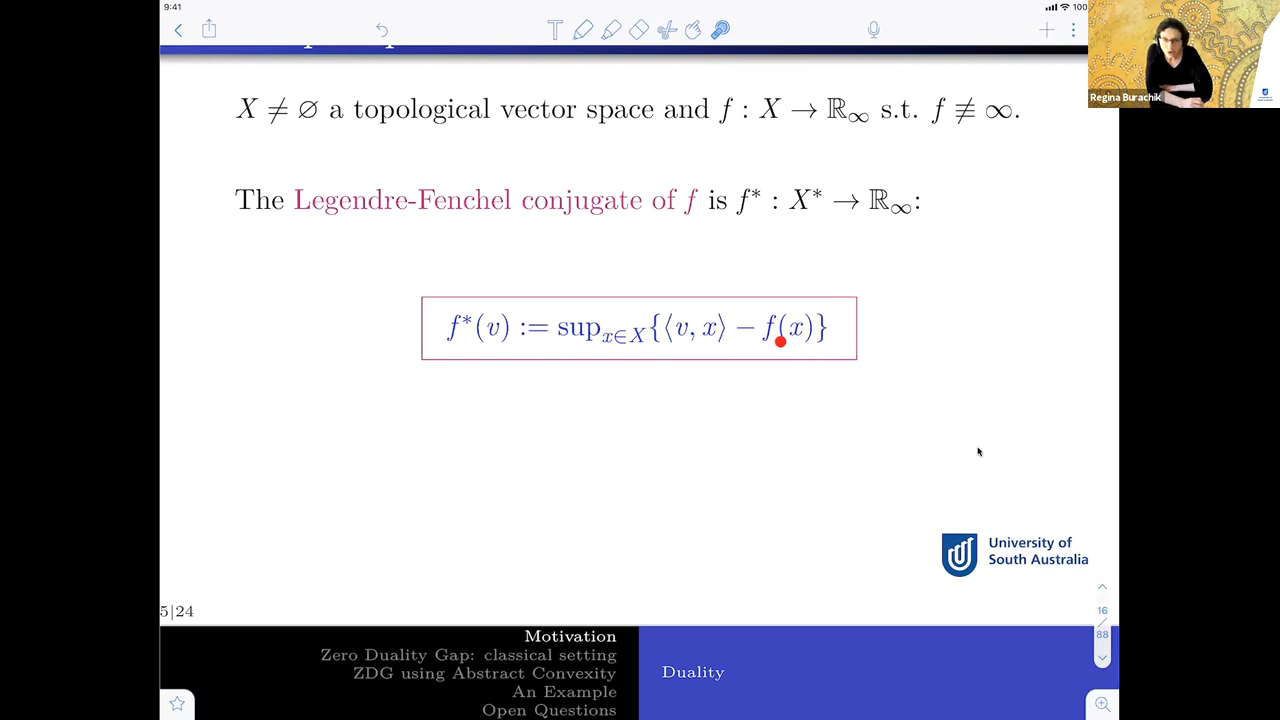 9:41
100
Regina Burachik
X ≠ ∅ a topological vector space and f : X → ℝ∞ s.t. f ≢ ∞.
The Legendre-Fenchel conjugate of f is f* : X* → ℝ∞:
f*(v) := sup_{x∈X}{⟨v, x⟩ − f(x)}
University of
South Australia
5|24
16
88
Motivation
Zero Duality Gap: classical setting
ZDG using Abstract Convexity
An Example
Open Questions
Duality